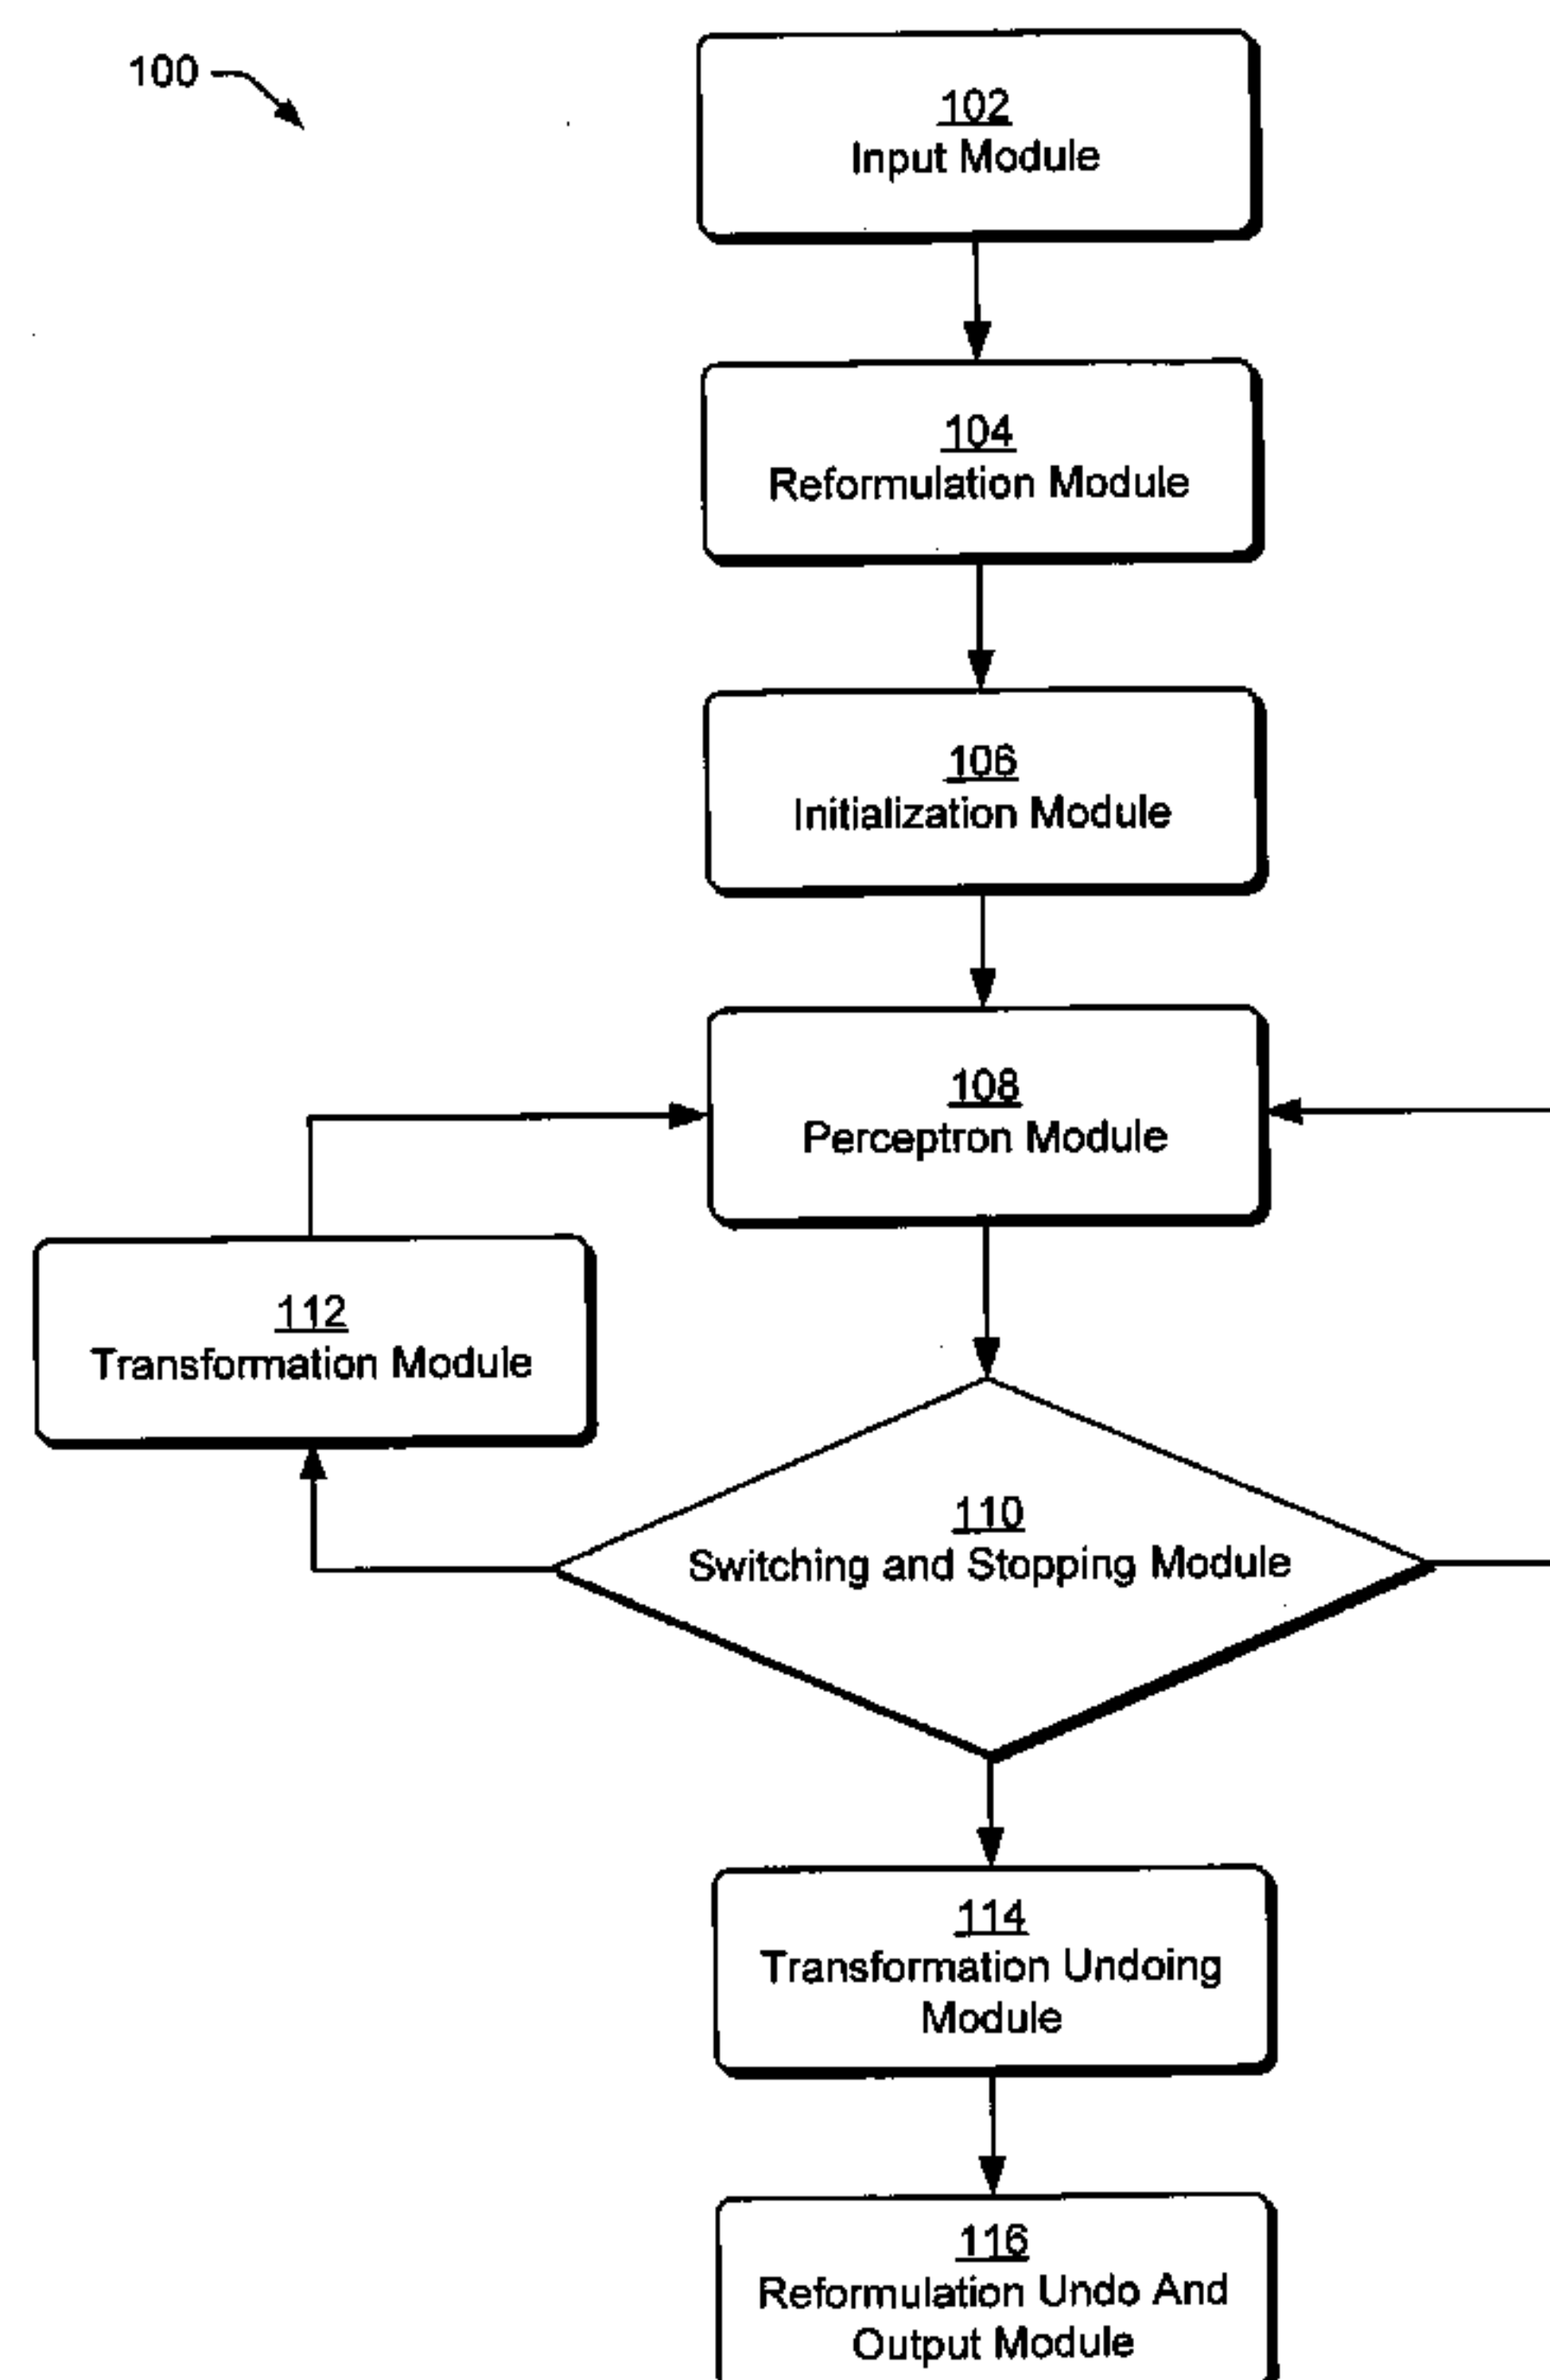 100
102
Input Module
104
Reformulation Module
106
Initialization Module
108
Perceptron Module
112
Transformation Module
110
Switching and Stopping Module
114
Transformation Undoing
Module
116
Reformulation Undo And
Output Module